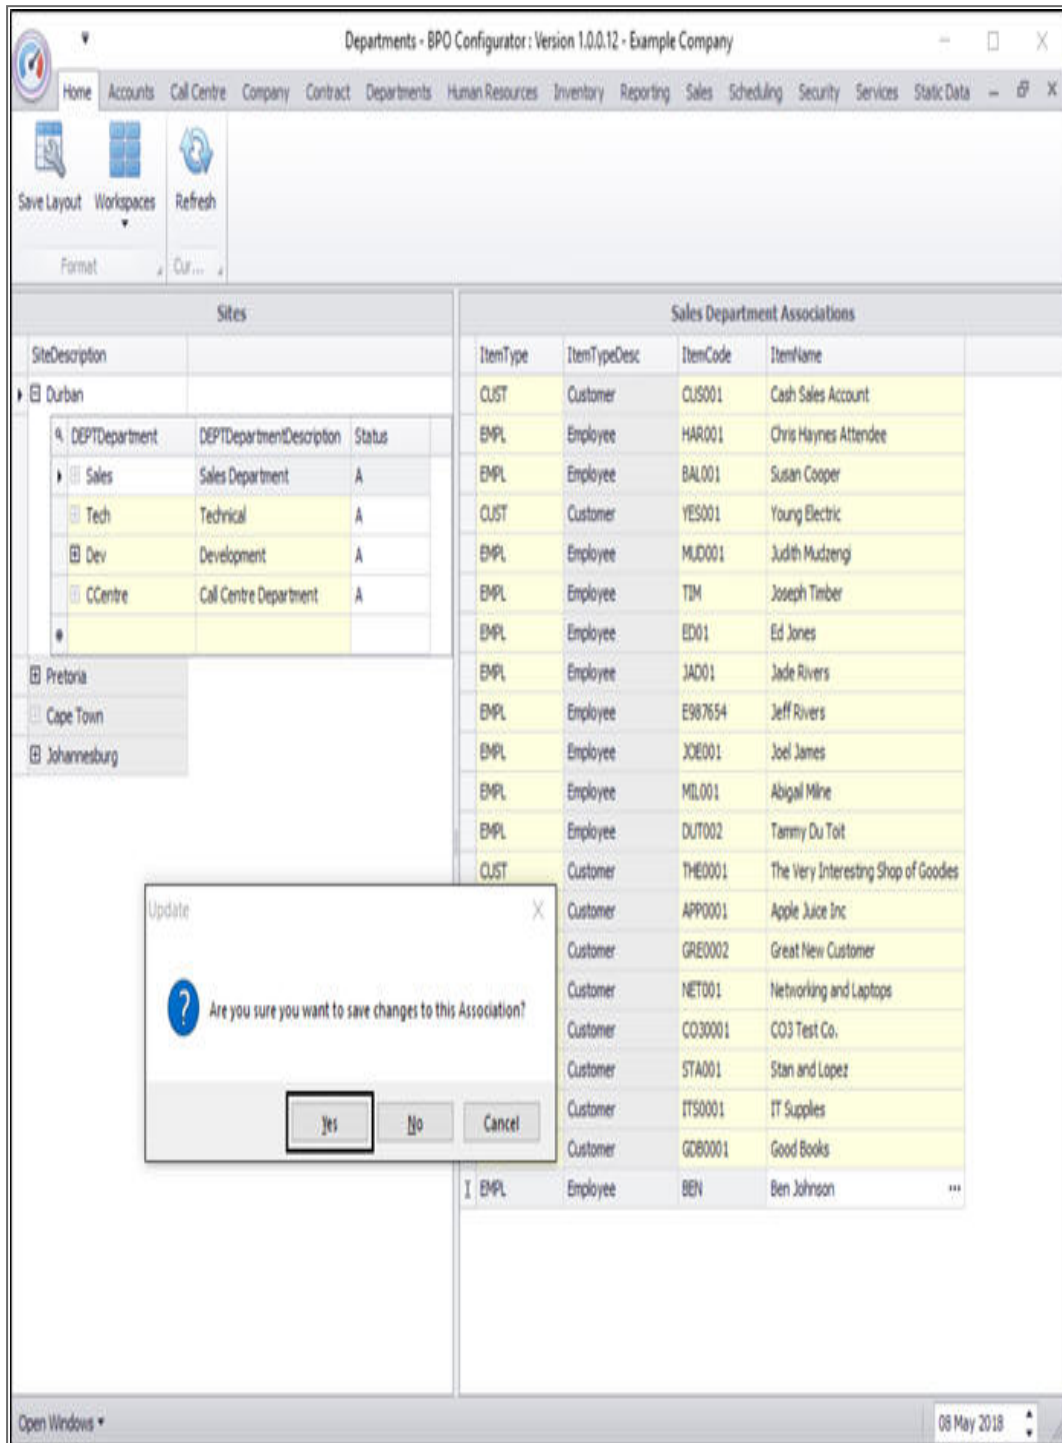 Departments - BPO Configurator : Version 1.0.0.12 - Example Company
Home Accounts Call Centre Company Contract Departments Human Resources Inventory Reporting Sales Scheduling Security Services Static Data
Save Layout Workspaces Refresh
Format Cur...
Sites
SiteDescription
Durban
DEPTDepartment DEPTDepartmentDescription Status
Sales Sales Department A
Tech Technical A
Dev Development A
CCentre Call Centre Department A
Pretoria
Cape Town
Johannesburg
Sales Department Associations
ItemType ItemTypeDesc ItemCode ItemName
CUST Customer CUS001 Cash Sales Account
EMPL Employee HAR001 Chris Haynes Attendee
EMPL Employee BAL001 Susan Cooper
CUST Customer YES001 Young Electric
EMPL Employee MUD001 Judith Mudzengi
EMPL Employee TIM Joseph Timber
EMPL Employee ED01 Ed Jones
EMPL Employee JAD01 Jade Rivers
EMPL Employee E987654 Jeff Rivers
EMPL Employee JOE001 Joel James
EMPL Employee MIL001 Abigail Milne
EMPL Employee DUT002 Tammy Du Toit
CUST Customer THE0001 The Very Interesting Shop of Goodies
Customer APP0001 Apple Juice Inc
Customer GRE0002 Great New Customer
Customer NET001 Networking and Laptops
Customer CO30001 CO3 Test Co.
Customer STA001 Stan and Lopez
Customer ITS0001 IT Supplies
Customer GDB0001 Good Books
EMPL Employee BEN Ben Johnson ...
Update
Are you sure you want to save changes to this Association?
Yes No Cancel
Open Windows 08 May 2018